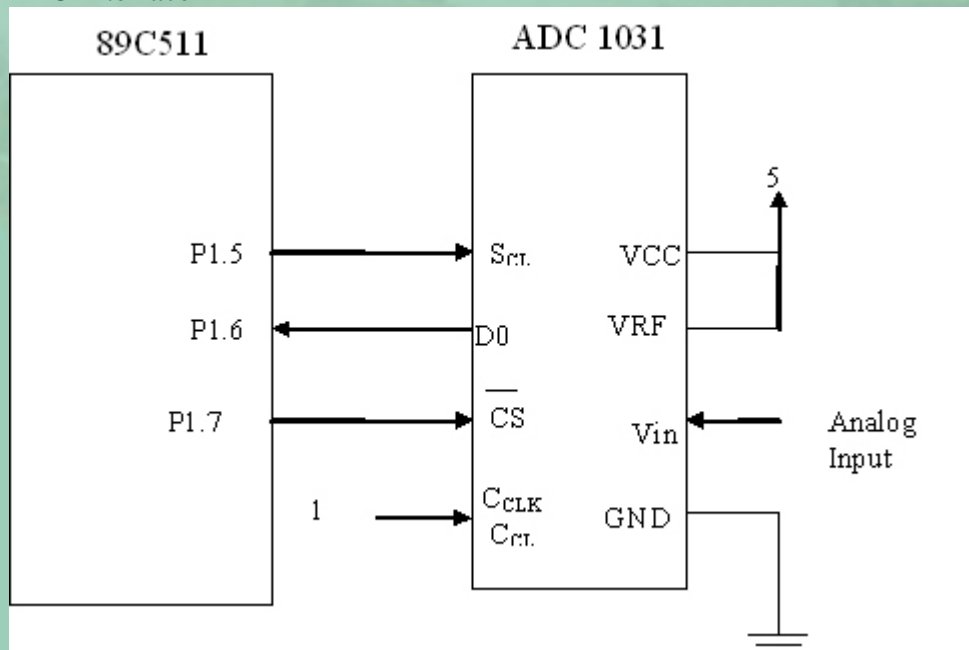 89C511
ADC 1031
5
P1.5
SCL
VCC
P1.6
D0
VRF
P1.7
CS
Vin
Analog
Input
1
CCLK
CCL
GND